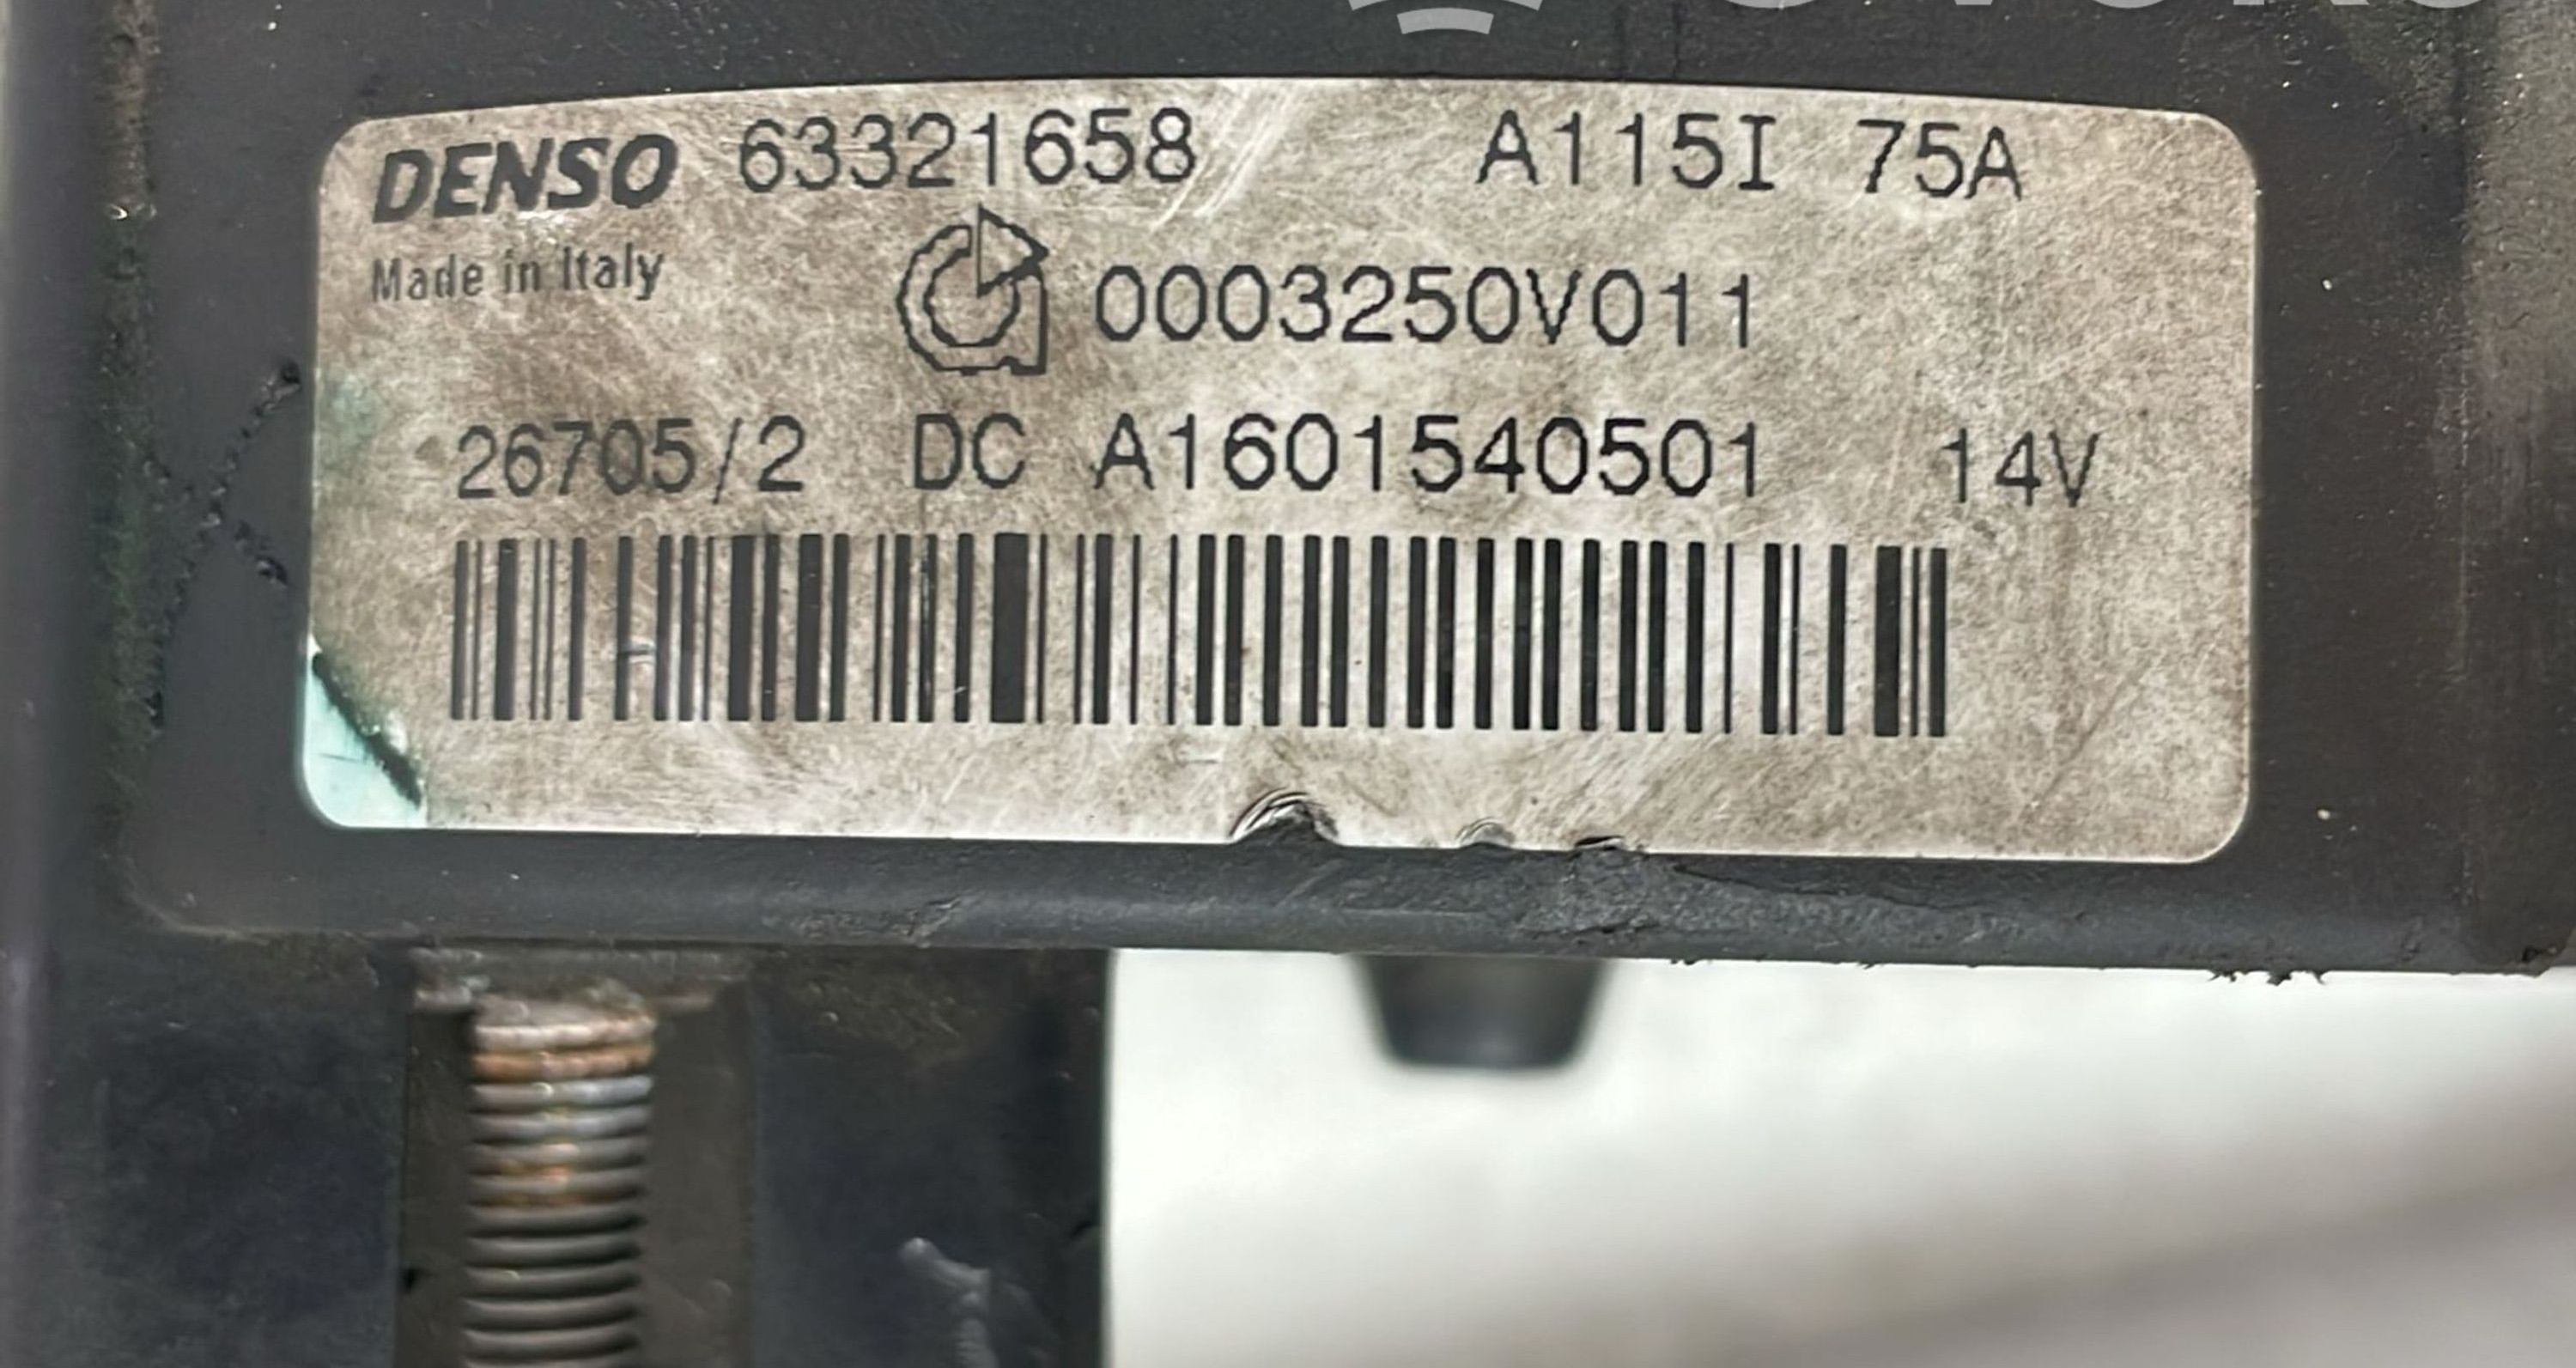 DENSO 63321658 A115I 75A
Made in Italy
0003250V011
26705/2 DC A1601540501 14V